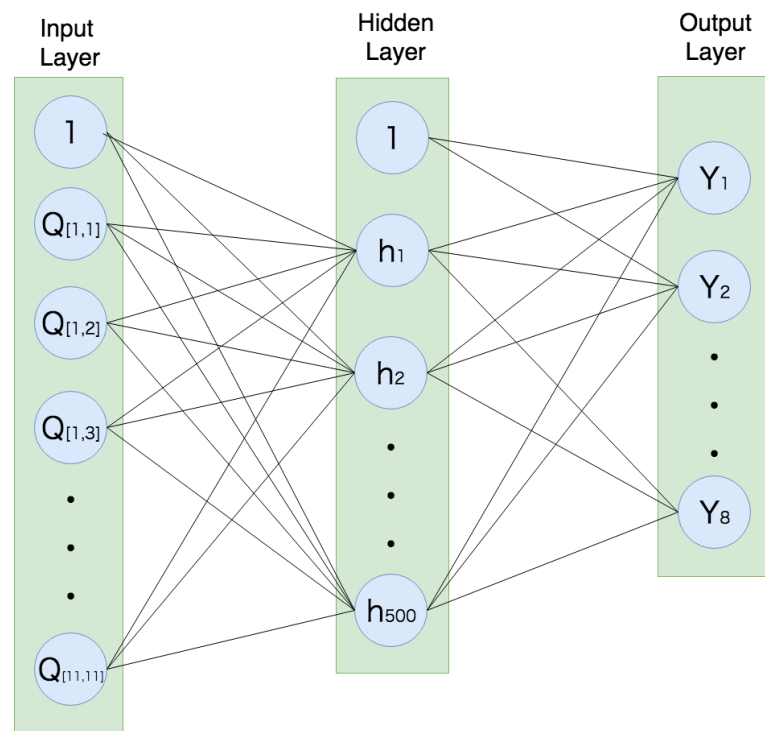 Input
Layer
1
Q[1,1]
Q[1,2]
Q[1,3]
Q[11,11]
Hidden
Layer
1
h1
h2
h500
Output
Layer
Y1
Y2
Y8